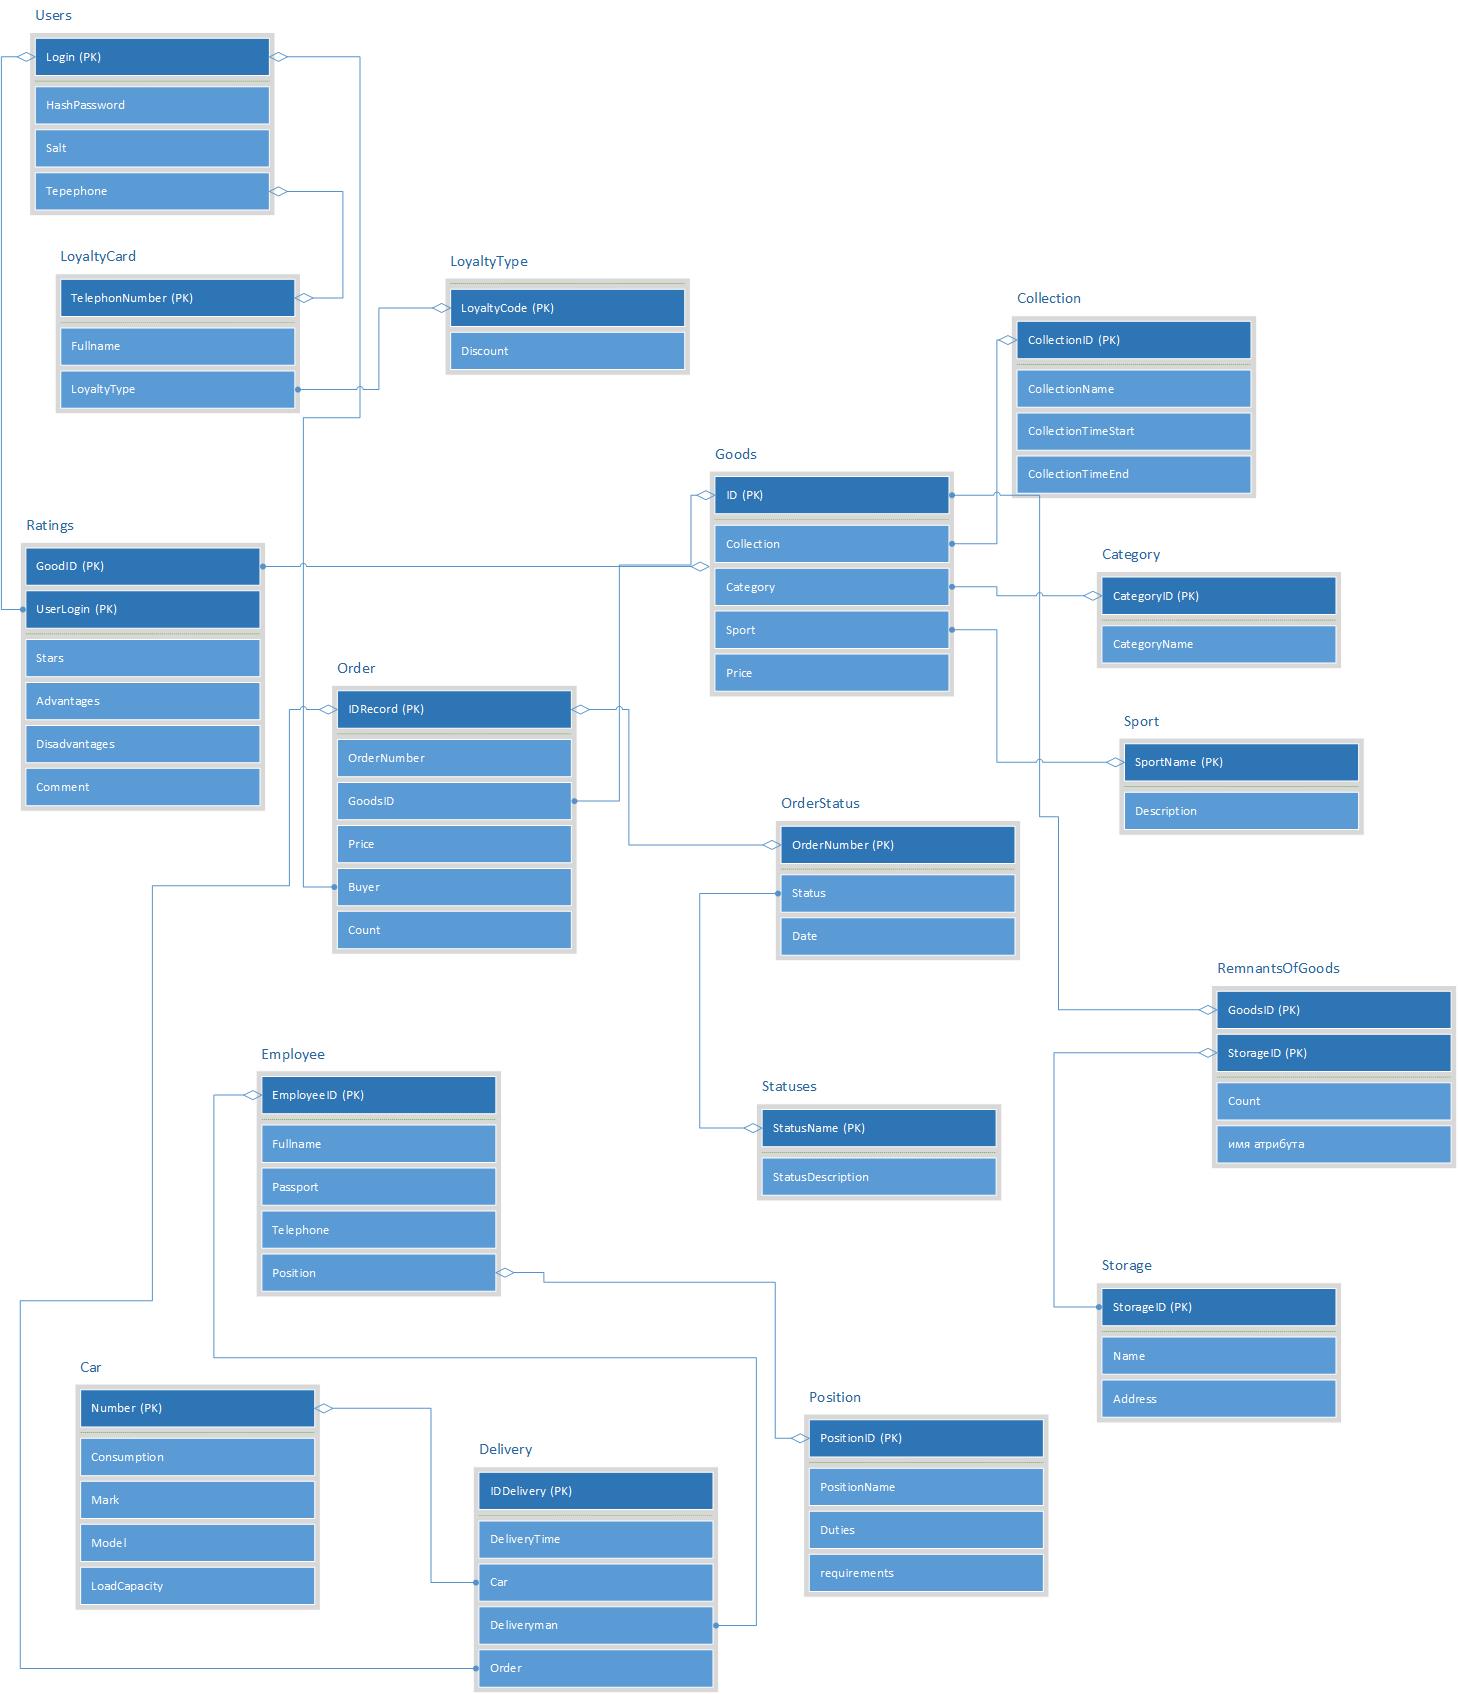 Users
Login (PK)
HashPassword
Salt
Tepephone
LoyaltyCard
TelephonNumber (PK)
Fullname
LoyaltyType
LoyaltyType
LoyaltyCode (PK)
Discount
Collection
CollectionID (PK)
CollectionName
CollectionTimeStart
CollectionTimeEnd
Goods
ID (PK)
Collection
Category
Sport
Price
Ratings
GoodID (PK)
UserLogin (PK)
Stars
Advantages
Disadvantages
Comment
Category
CategoryID (PK)
CategoryName
Order
IDRecord (PK)
OrderNumber
GoodsID
Price
Buyer
Count
Sport
SportName (PK)
Description
OrderStatus
OrderNumber (PK)
Status
Date
RemnantsOfGoods
GoodsID (PK)
StorageID (PK)
Count
имя атрибута
Employee
EmployeeID (PK)
Fullname
Passport
Telephone
Position
Statuses
StatusName (PK)
StatusDescription
Storage
StorageID (PK)
Name
Address
Car
Number (PK)
Consumption
Mark
Model
LoadCapacity
Position
PositionID (PK)
PositionName
Duties
requirements
Delivery
IDDelivery (PK)
DeliveryTime
Car
Deliveryman
Order